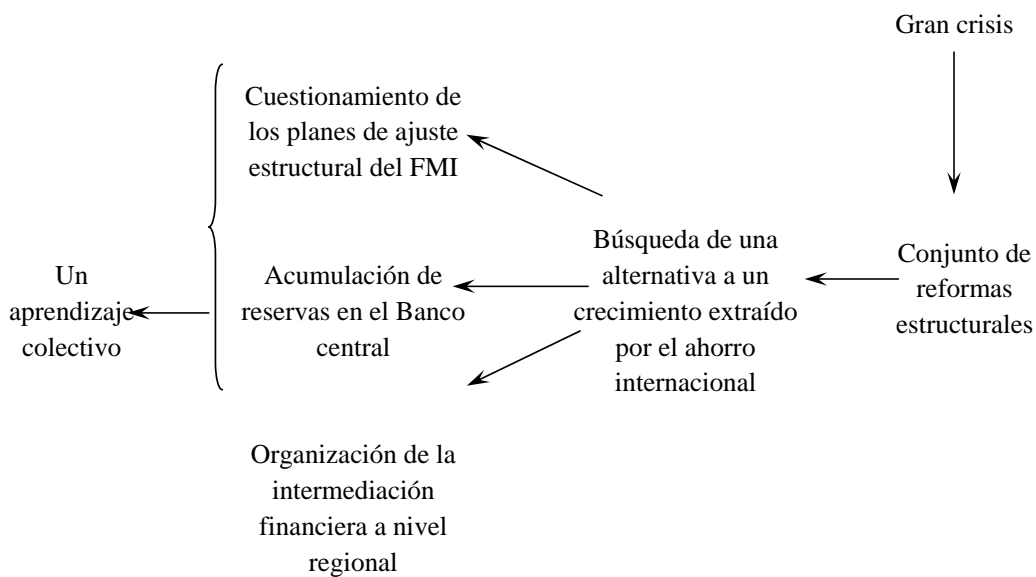 Gran crisis
Cuestionamiento de
los planes de ajuste
estructural del FMI
Búsqueda de una
alternativa a un
crecimiento extraído
por el ahorro
internacional
Conjunto de
reformas
estructurales
Un
aprendizaje
colectivo
Acumulación de
reservas en el Banco
central
Organización de la
intermediación
financiera a nivel
regional